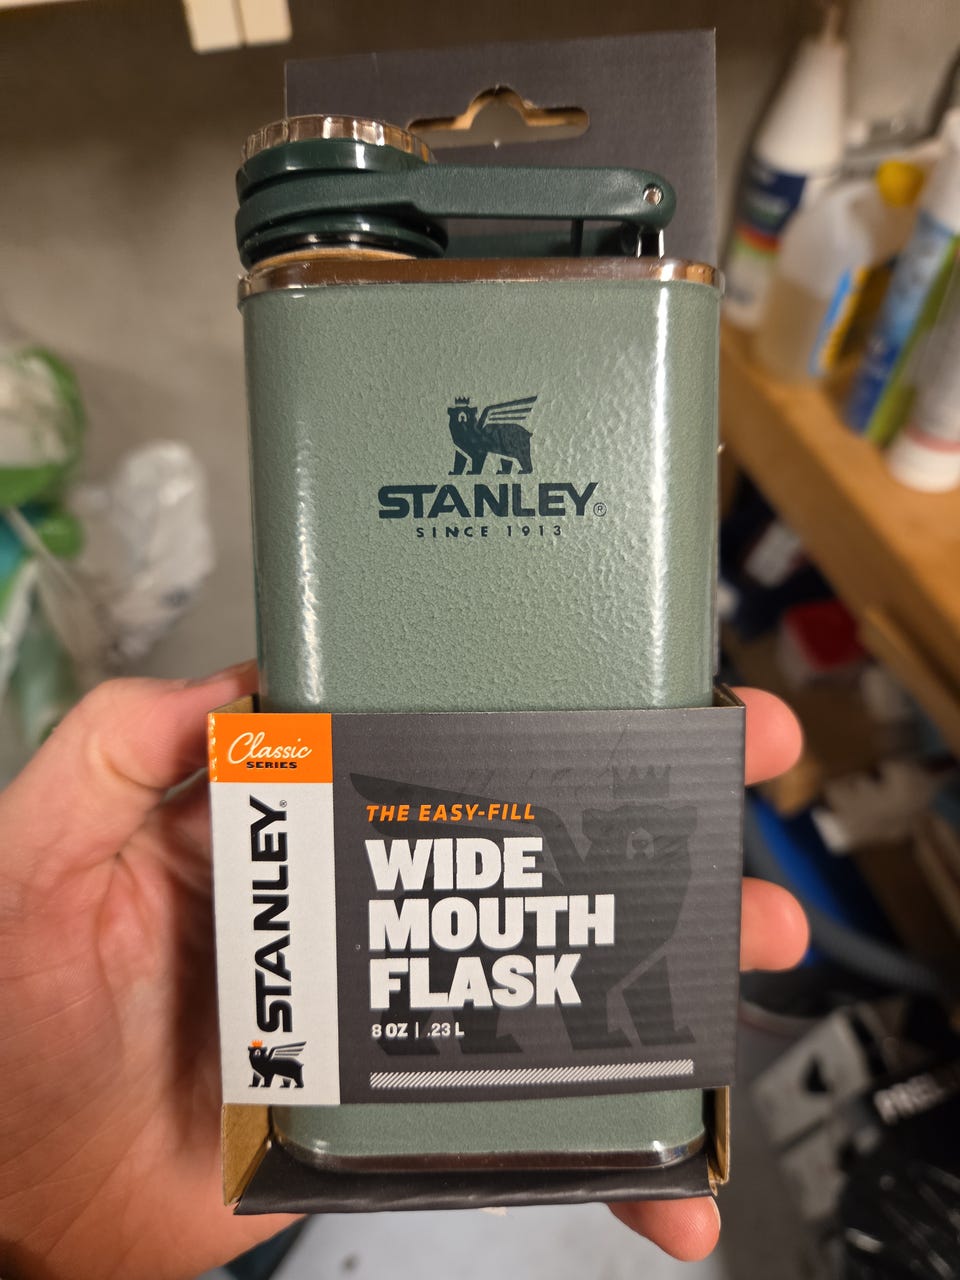 STANLEY®
SINCE 1913
Classic
SERIES
STANLEY®
THE EASY-FILL
WIDE
MOUTH
FLASK
8 OZ | .23 L